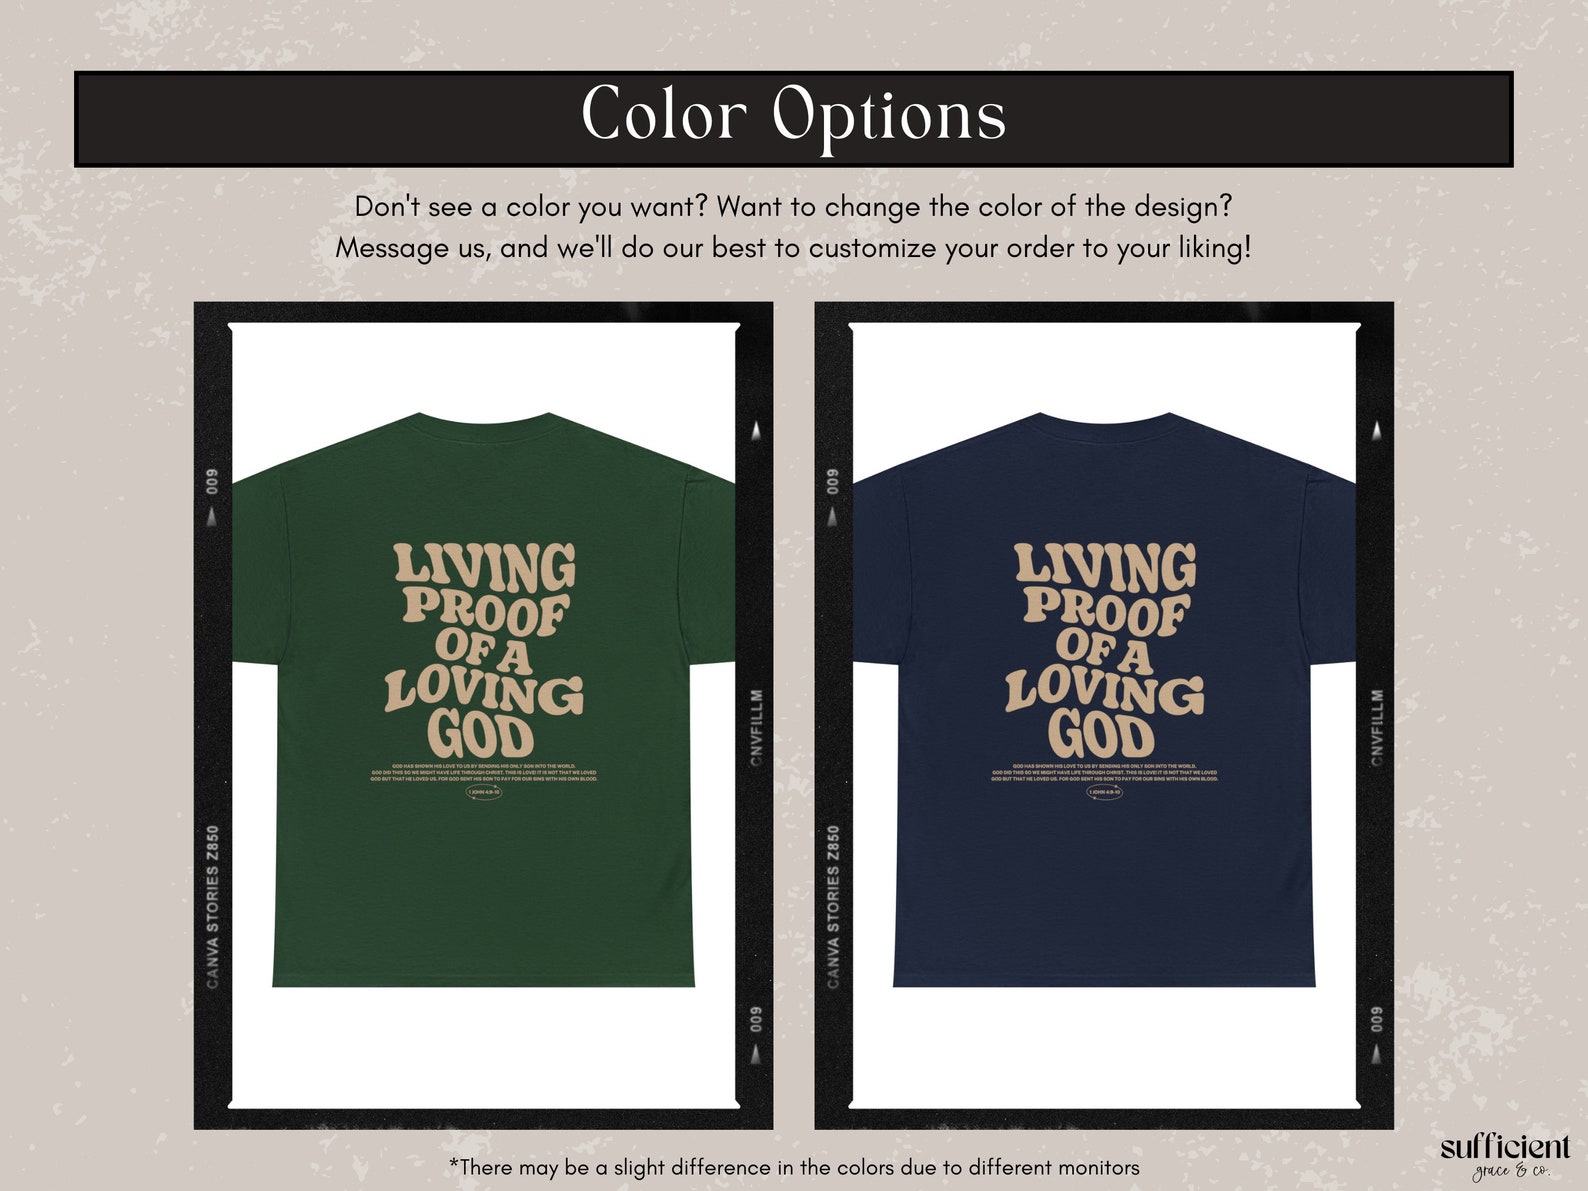 Color Options
Don't see a color you want? Want to change the color of the design?
Message us, and we'll do our best to customize your order to your liking!
009
CANVA STORIES Z850
CNVFILLM
009
LIVING
PROOF
OF A
LOVING
GOD
GOD HAS SHOWN HIS LOVE TO US BY SENDING HIS ONLY SON INTO THE WORLD.
GOD DID THIS SO WE MIGHT HAVE LIFE THROUGH CHRIST. THIS IS LOVE! IT IS NOT THAT WE LOVED
GOD BUT THAT HE LOVED US. FOR GOD SENT HIS SON TO PAY FOR OUR SINS WITH HIS OWN BLOOD.
1 JOHN 4:9-10
009
CANVA STORIES Z850
CNVFILLM
009
LIVING
PROOF
OF A
LOVING
GOD
GOD HAS SHOWN HIS LOVE TO US BY SENDING HIS ONLY SON INTO THE WORLD.
GOD DID THIS SO WE MIGHT HAVE LIFE THROUGH CHRIST. THIS IS LOVE! IT IS NOT THAT WE LOVED
GOD BUT THAT HE LOVED US. FOR GOD SENT HIS SON TO PAY FOR OUR SINS WITH HIS OWN BLOOD.
1 JOHN 4:9-10
*There may be a slight difference in the colors due to different monitors
sufficient
grace & co.